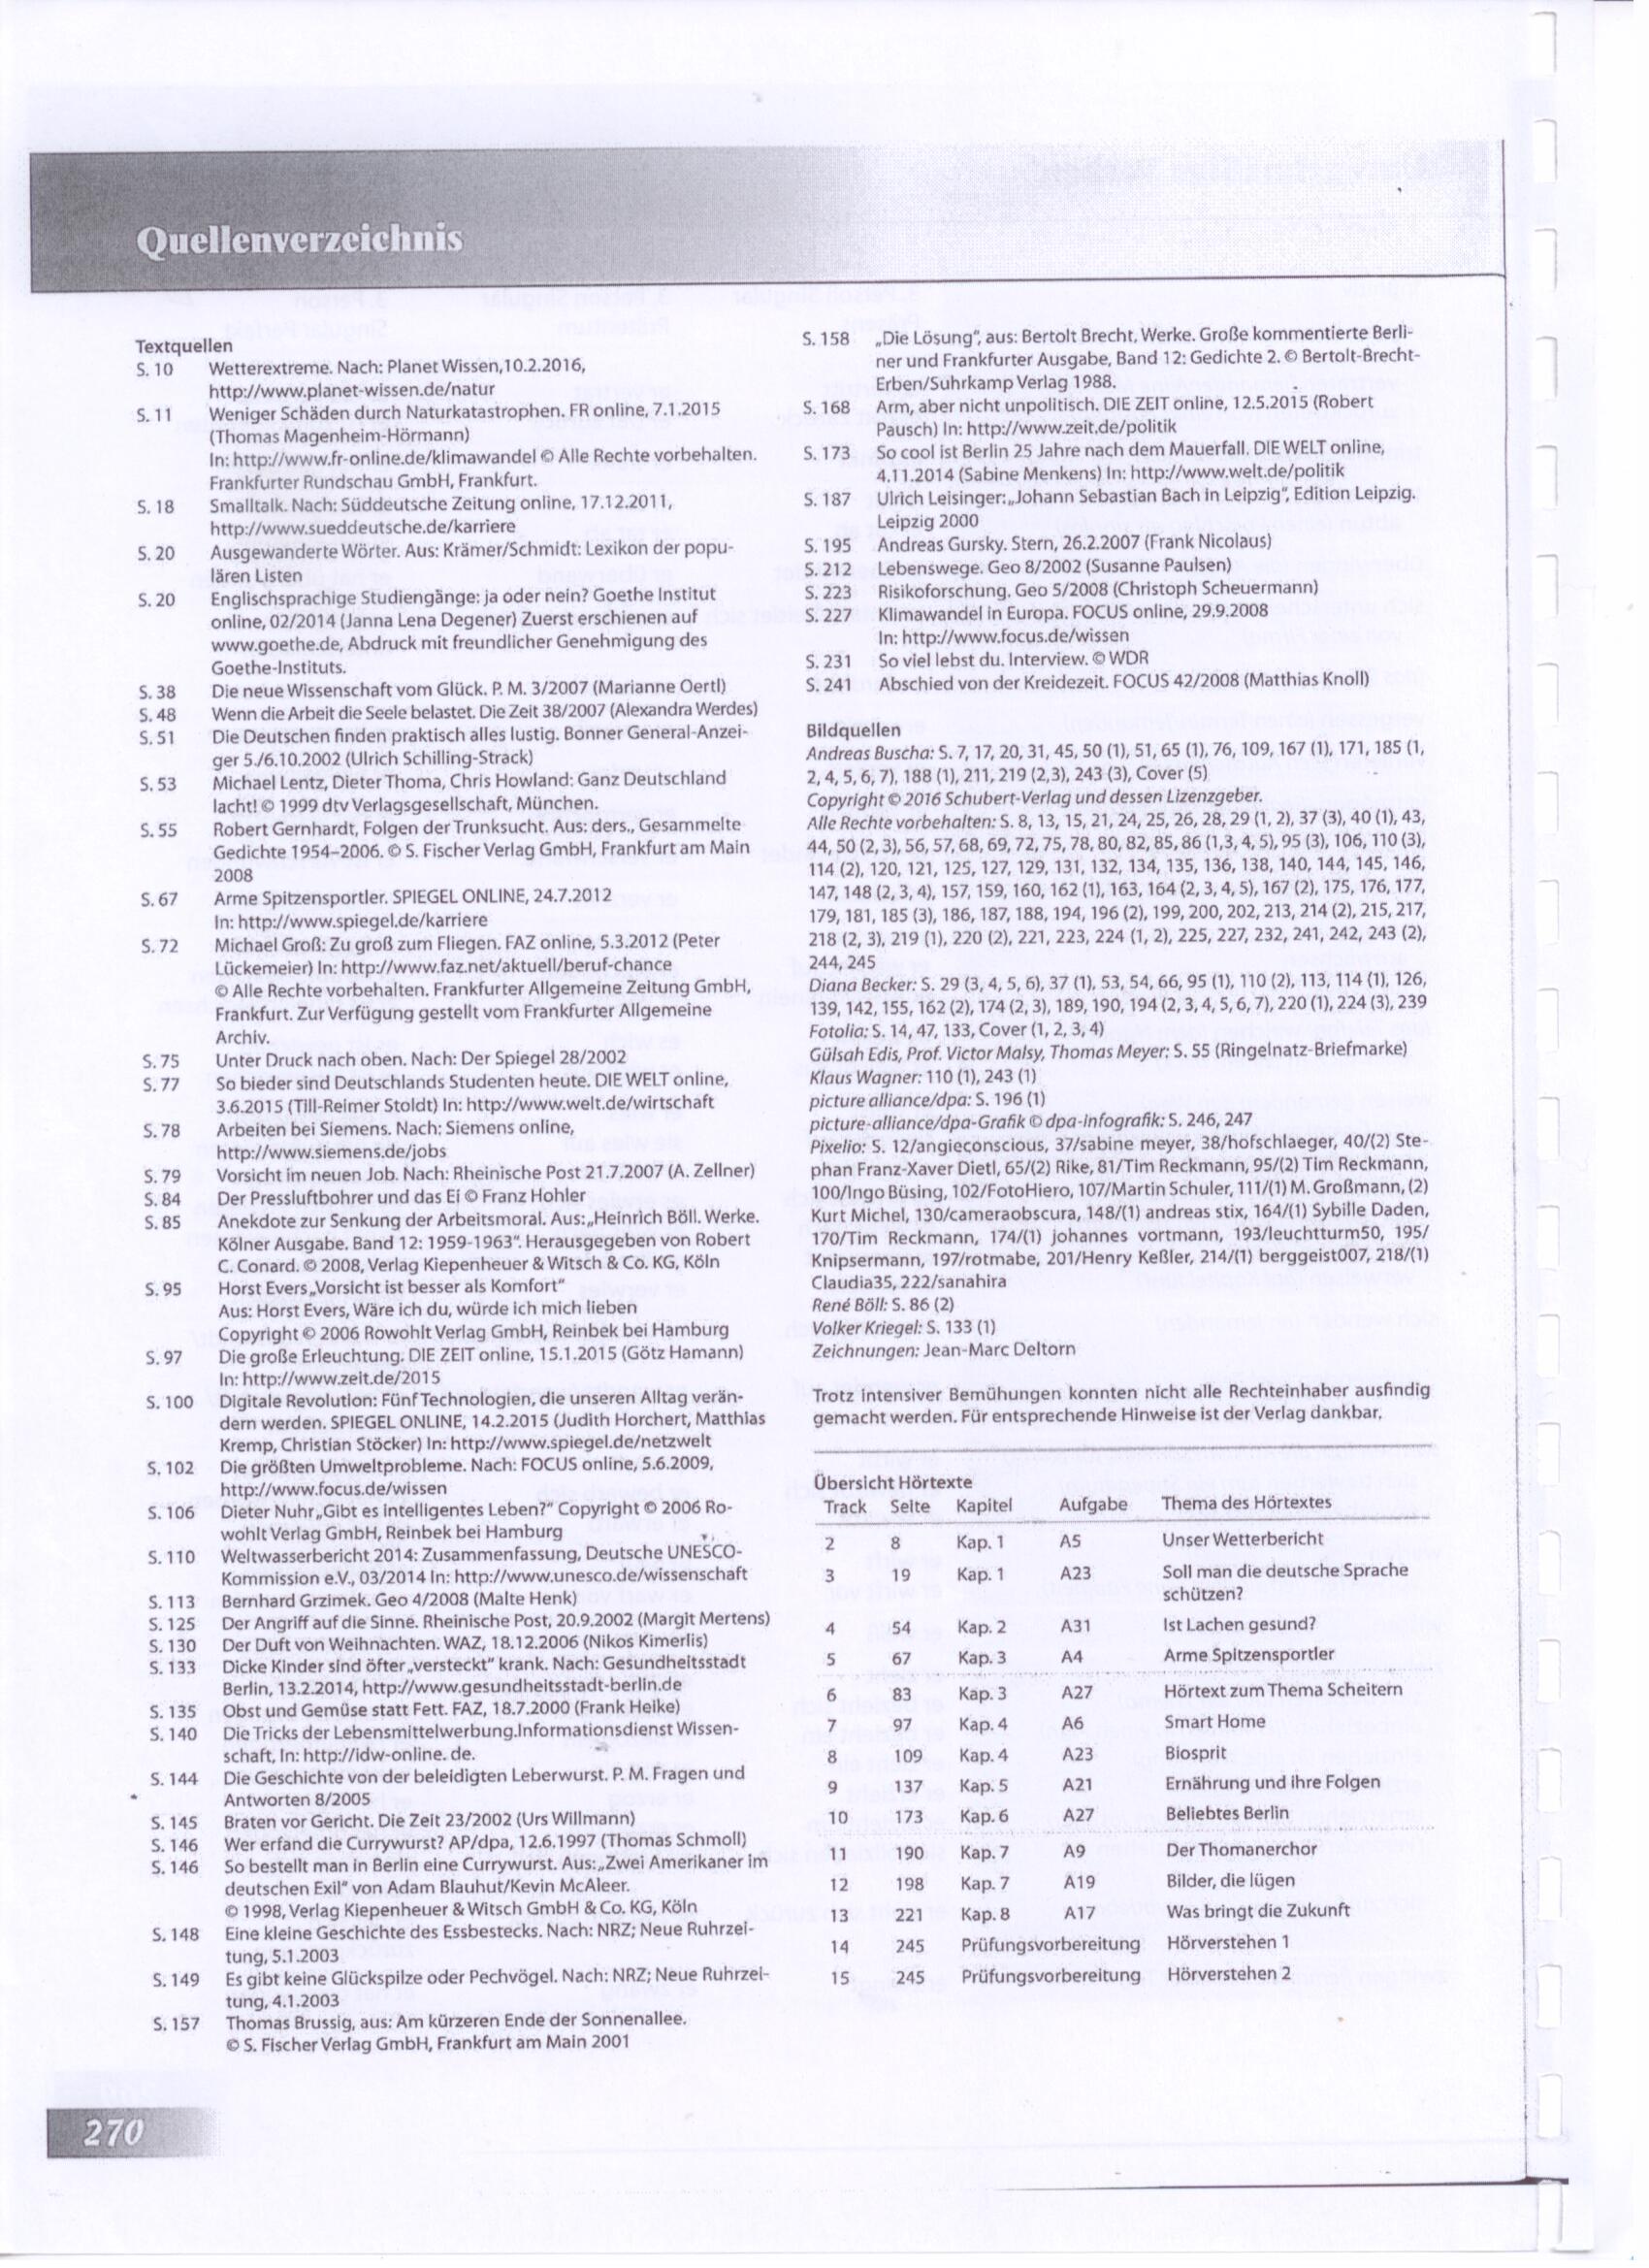 Quellenverzeichnis
Textquellen
S. 10 Wetterextreme. Nach: Planet Wissen,10.2.2016,
http://www.planet-wissen.de/natur
S. 11 Weniger Schäden durch Naturkatastrophen. FR online, 7.1.2015
(Thomas Magenheim-Hörmann)
In: http://www.fr-online.de/klimawandel © Alle Rechte vorbehalten.
Frankfurter Rundschau GmbH, Frankfurt.
S. 18 Smalltalk. Nach: Süddeutsche Zeitung online, 17.12.2011,
http://www.sueddeutsche.de/karriere
S. 20 Ausgewanderte Wörter. Aus: Krämer/Schmidt: Lexikon der popu-
lären Listen
S. 20 Englischsprachige Studiengänge: ja oder nein? Goethe Institut
online, 02/2014 (Janna Lena Degener) Zuerst erschienen auf
www.goethe.de, Abdruck mit freundlicher Genehmigung des
Goethe-Instituts.
S. 38 Die neue Wissenschaft vom Glück. P. M. 3/2007 (Marianne Oertl)
S. 48 Wenn die Arbeit die Seele belastet. Die Zeit 38/2007 (Alexandra Werdes)
S. 51 Die Deutschen finden praktisch alles lustig. Bonner General-Anzei-
ger 5./6.10.2002 (Ulrich Schilling-Strack)
S. 53 Michael Lentz, Dieter Thoma, Chris Howland: Ganz Deutschland
lacht! © 1999 dtv Verlagsgesellschaft, München.
S. 55 Robert Gernhardt, Folgen der Trunksucht. Aus: ders., Gesammelte
Gedichte 1954–2006. © S. Fischer Verlag GmbH, Frankfurt am Main
2008
S. 67 Arme Spitzensportler. SPIEGEL ONLINE, 24.7.2012
In: http://www.spiegel.de/karriere
S. 72 Michael Groß: Zu groß zum Fliegen. FAZ online, 5.3.2012 (Peter
Lückemeier) In: http://www.faz.net/aktuell/beruf-chance
© Alle Rechte vorbehalten. Frankfurter Allgemeine Zeitung GmbH,
Frankfurt. Zur Verfügung gestellt vom Frankfurter Allgemeine
Archiv.
S. 75 Unter Druck nach oben. Nach: Der Spiegel 28/2002
S. 77 So bieder sind Deutschlands Studenten heute. DIE WELT online,
3.6.2015 (Till-Reimer Stoldt) In: http://www.welt.de/wirtschaft
S. 78 Arbeiten bei Siemens. Nach: Siemens online,
http://www.siemens.de/jobs
S. 79 Vorsicht im neuen Job. Nach: Rheinische Post 21.7.2007 (A. Zellner)
S. 84 Der Pressluftbohrer und das Ei © Franz Hohler
S. 85 Anekdote zur Senkung der Arbeitsmoral. Aus: „Heinrich Böll. Werke.
Kölner Ausgabe. Band 12: 1959-1963“. Herausgegeben von Robert
C. Conard. © 2008, Verlag Kiepenheuer & Witsch & Co. KG, Köln
S. 95 Horst Evers „Vorsicht ist besser als Komfort“
Aus: Horst Evers, Wäre ich du, würde ich mich lieben
Copyright © 2006 Rowohlt Verlag GmbH, Reinbek bei Hamburg
S. 97 Die große Erleuchtung. DIE ZEIT online, 15.1.2015 (Götz Hamann)
In: http://www.zeit.de/2015
S. 100 Digitale Revolution: Fünf Technologien, die unseren Alltag verän-
dern werden. SPIEGEL ONLINE, 14.2.2015 (Judith Horchert, Matthias
Kremp, Christian Stöcker) In: http://www.spiegel.de/netzwelt
S. 102 Die größten Umweltprobleme. Nach: FOCUS online, 5.6.2009,
http://www.focus.de/wissen
S. 106 Dieter Nuhr „Gibt es intelligentes Leben?“ Copyright © 2006 Ro-
wohlt Verlag GmbH, Reinbek bei Hamburg
S. 110 Weltwasserbericht 2014: Zusammenfassung, Deutsche UNESCO-
Kommission e.V., 03/2014 In: http://www.unesco.de/wissenschaft
S. 113 Bernhard Grzimek. Geo 4/2008 (Malte Henk)
S. 125 Der Angriff auf die Sinne. Rheinische Post, 20.9.2002 (Margit Mertens)
S. 130 Der Duft von Weihnachten. WAZ, 18.12.2006 (Nikos Kimerlis)
S. 133 Dicke Kinder sind öfter „versteckt“ krank. Nach: Gesundheitsstadt
Berlin, 13.2.2014, http://www.gesundheitsstadt-berlin.de
S. 135 Obst und Gemüse statt Fett. FAZ, 18.7.2000 (Frank Heike)
S. 140 Die Tricks der Lebensmittelwerbung.Informationsdienst Wissen-
schaft, In: http://idw-online. de.
S. 144 Die Geschichte von der beleidigten Leberwurst. P. M. Fragen und
Antworten 8/2005
S. 145 Braten vor Gericht. Die Zeit 23/2002 (Urs Willmann)
S. 146 Wer erfand die Currywurst? AP/dpa, 12.6.1997 (Thomas Schmoll)
S. 146 So bestellt man in Berlin eine Currywurst. Aus: „Zwei Amerikaner im
deutschen Exil“ von Adam Blauhut/Kevin McAleer.
© 1998, Verlag Kiepenheuer & Witsch GmbH & Co. KG, Köln
S. 148 Eine kleine Geschichte des Essbestecks. Nach: NRZ; Neue Ruhrzei-
tung, 5.1.2003
S. 149 Es gibt keine Glückspilze oder Pechvögel. Nach: NRZ; Neue Ruhrzei-
tung, 4.1.2003
S. 157 Thomas Brussig, aus: Am kürzeren Ende der Sonnenallee.
© S. Fischer Verlag GmbH, Frankfurt am Main 2001
S. 158 „Die Lösung“, aus: Bertolt Brecht, Werke. Große kommentierte Berli-
ner und Frankfurter Ausgabe, Band 12: Gedichte 2. © Bertolt-Brecht-
Erben/Suhrkamp Verlag 1988.
S. 168 Arm, aber nicht unpolitisch. DIE ZEIT online, 12.5.2015 (Robert
Pausch) In: http://www.zeit.de/politik
S. 173 So cool ist Berlin 25 Jahre nach dem Mauerfall. DIE WELT online,
4.11.2014 (Sabine Menkens) In: http://www.welt.de/politik
S. 187 Ulrich Leisinger: „Johann Sebastian Bach in Leipzig“, Edition Leipzig.
Leipzig 2000
S. 195 Andreas Gursky. Stern, 26.2.2007 (Frank Nicolaus)
S. 212 Lebenswege. Geo 8/2002 (Susanne Paulsen)
S. 223 Risikoforschung. Geo 5/2008 (Christoph Scheuermann)
S. 227 Klimawandel in Europa. FOCUS online, 29.9.2008
In: http://www.focus.de/wissen
S. 231 So viel lebst du. Interview. © WDR
S. 241 Abschied von der Kreidezeit. FOCUS 42/2008 (Matthias Knoll)
Bildquellen
Andreas Buscha: S. 7, 17, 20, 31, 45, 50 (1), 51, 65 (1), 76, 109, 167 (1), 171, 185 (1,
2, 4, 5, 6, 7), 188 (1), 211, 219 (2,3), 243 (3), Cover (5)
Copyright © 2016 Schubert-Verlag und dessen Lizenzgeber.
Alle Rechte vorbehalten: S. 8, 13, 15, 21, 24, 25, 26, 28, 29 (1, 2), 37 (3), 40 (1), 43,
44, 50 (2, 3), 56, 57, 68, 69, 72, 75, 78, 80, 82, 85, 86 (1,3, 4, 5), 95 (3), 106, 110 (3),
114 (2), 120, 121, 125, 127, 129, 131, 132, 134, 135, 136, 138, 140, 144, 145, 146,
147, 148 (2, 3, 4), 157, 159, 160, 162 (1), 163, 164 (2, 3, 4, 5), 167 (2), 175, 176, 177,
179, 181, 185 (3), 186, 187, 188, 194, 196 (2), 199, 200, 202, 213, 214 (2), 215, 217,
218 (2, 3), 219 (1), 220 (2), 221, 223, 224 (1, 2), 225, 227, 232, 241, 242, 243 (2),
244, 245
Diana Becker: S. 29 (3, 4, 5, 6), 37 (1), 53, 54, 66, 95 (1), 110 (2), 113, 114 (1), 126,
139, 142, 155, 162 (2), 174 (2, 3), 189, 190, 194 (2, 3, 4, 5, 6, 7), 220 (1), 224 (3), 239
Fotolia: S. 14, 47, 133, Cover (1, 2, 3, 4)
Gülsah Edis, Prof. Victor Malsy, Thomas Meyer: S. 55 (Ringelnatz-Briefmarke)
Klaus Wagner: 110 (1), 243 (1)
picture alliance/dpa: S. 196 (1)
picture-alliance/dpa-Grafik © dpa-infografik: S. 246, 247
Pixelio: S. 12/angieconscious, 37/sabine meyer, 38/hofschlaeger, 40/(2) Ste-
phan Franz-Xaver Dietl, 65/(2) Rike, 81/Tim Reckmann, 95/(2) Tim Reckmann,
100/Ingo Büsing, 102/FotoHiero, 107/Martin Schuler, 111/(1) M. Großmann, (2)
Kurt Michel, 130/cameraobscura, 148/(1) andreas stix, 164/(1) Sybille Daden,
170/Tim Reckmann, 174/(1) johannes vortmann, 193/leuchtturm50, 195/
Knipsermann, 197/rotmabe, 201/Henry Keßler, 214/(1) berggeist007, 218/(1)
Claudia35, 222/sanahira
René Böll: S. 86 (2)
Volker Kriegel: S. 133 (1)
Zeichnungen: Jean-Marc Deltorn
Trotz intensiver Bemühungen konnten nicht alle Rechteinhaber ausfindig
gemacht werden. Für entsprechende Hinweise ist der Verlag dankbar.
Übersicht Hörtexte
Track Seite Kapitel Aufgabe Thema des Hörtextes
2 8 Kap. 1 A5 Unser Wetterbericht
3 19 Kap. 1 A23 Soll man die deutsche Sprache
schützen?
4 54 Kap. 2 A31 Ist Lachen gesund?
5 67 Kap. 3 A4 Arme Spitzensportler
6 83 Kap. 3 A27 Hörtext zum Thema Scheitern
7 97 Kap. 4 A6 Smart Home
8 109 Kap. 4 A23 Biosprit
9 137 Kap. 5 A21 Ernährung und ihre Folgen
10 173 Kap. 6 A27 Beliebtes Berlin
11 190 Kap. 7 A9 Der Thomanerchor
12 198 Kap. 7 A19 Bilder, die lügen
13 221 Kap. 8 A17 Was bringt die Zukunft
14 245 Prüfungsvorbereitung Hörverstehen 1
15 245 Prüfungsvorbereitung Hörverstehen 2
270